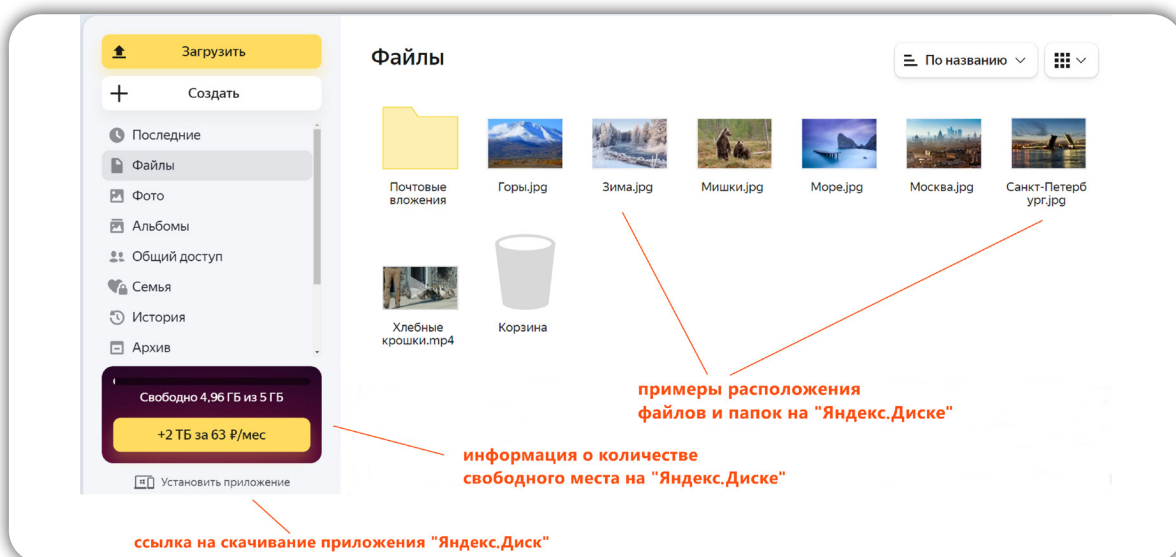 Загрузить
Создать
Последние
Файлы
Фото
Альбомы
Общий доступ
Семья
История
Архив
Свободно 4,96 ГБ из 5 ГБ
+2 ТБ за 63 ₽/мес
Установить приложение
Файлы
По названию
Почтовые
вложения
Горы.jpg
Зима.jpg
Мишки.jpg
Море.jpg
Москва.jpg
Санкт-Петерб
ург.jpg
Хлебные
крошки.mp4
Корзина
примеры расположения
файлов и папок на "Яндекс.Диске"
информация о количестве
свободного места на "Яндекс.Диске"
ссылка на скачивание приложения "Яндекс.Диск"